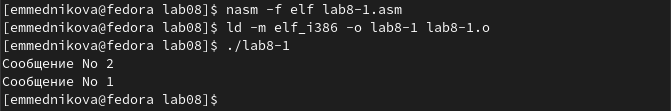 [emmednikova@fedora lab08]$ nasm -f elf lab8-1.asm
[emmednikova@fedora lab08]$ ld -m elf_i386 -o lab8-1 lab8-1.o
[emmednikova@fedora lab08]$ ./lab8-1
Сообщение No 2
Сообщение No 1
[emmednikova@fedora lab08]$